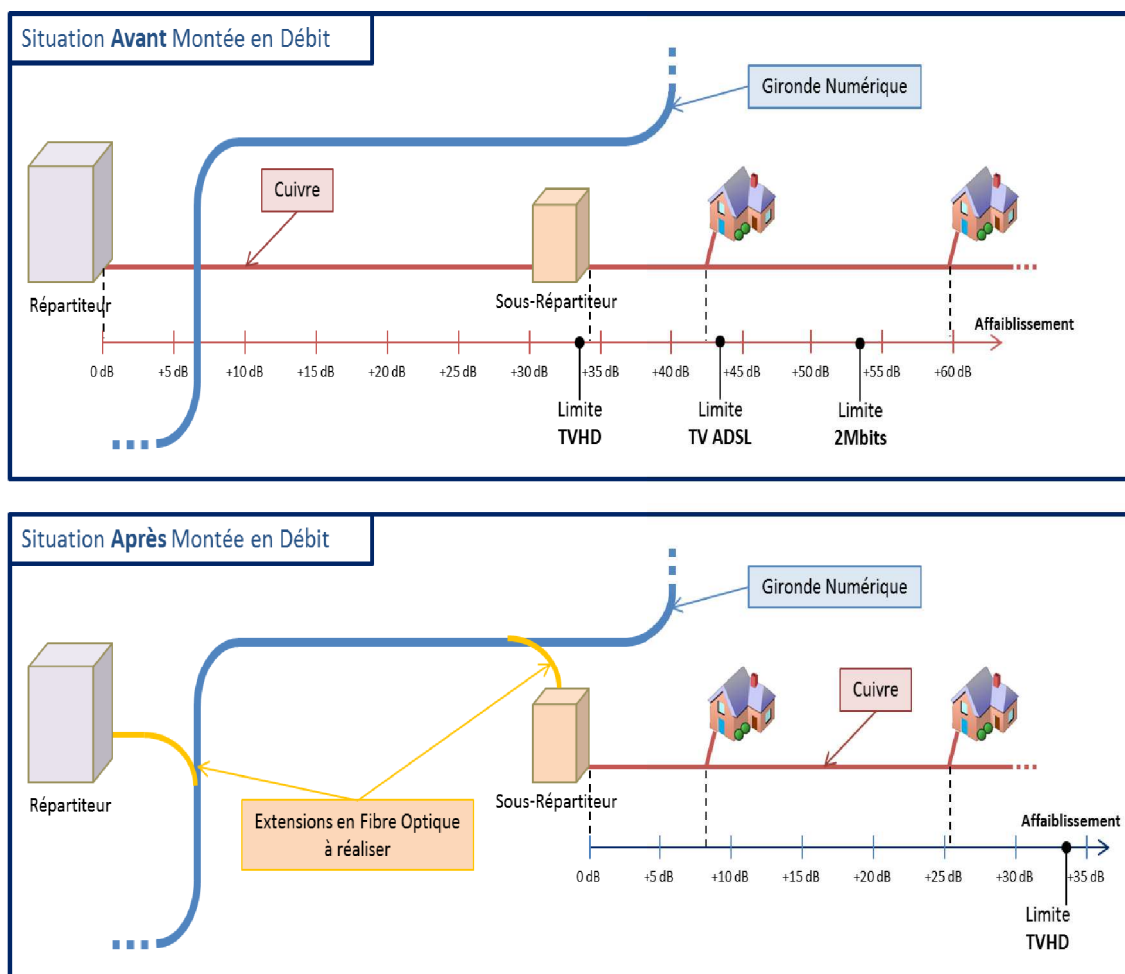 Situation Avant Montée en Débit
Gironde Numérique
Cuivre
Répartiteur
Sous-Répartiteur
Affaiblissement
0 dB +5 dB +10 dB +15 dB +20 dB +25 dB +30 dB +35 dB +40 dB +45 dB +50 dB +55 dB +60 dB
Limite
TVHD
Limite
TV ADSL
Limite
2Mbits
Situation Après Montée en Débit
Gironde Numérique
Cuivre
Répartiteur
Sous-Répartiteur
Extensions en Fibre Optique
à réaliser
Affaiblissement
0 dB +5 dB +10 dB +15 dB +20 dB +25 dB +30 dB +35 dB
Limite
TVHD